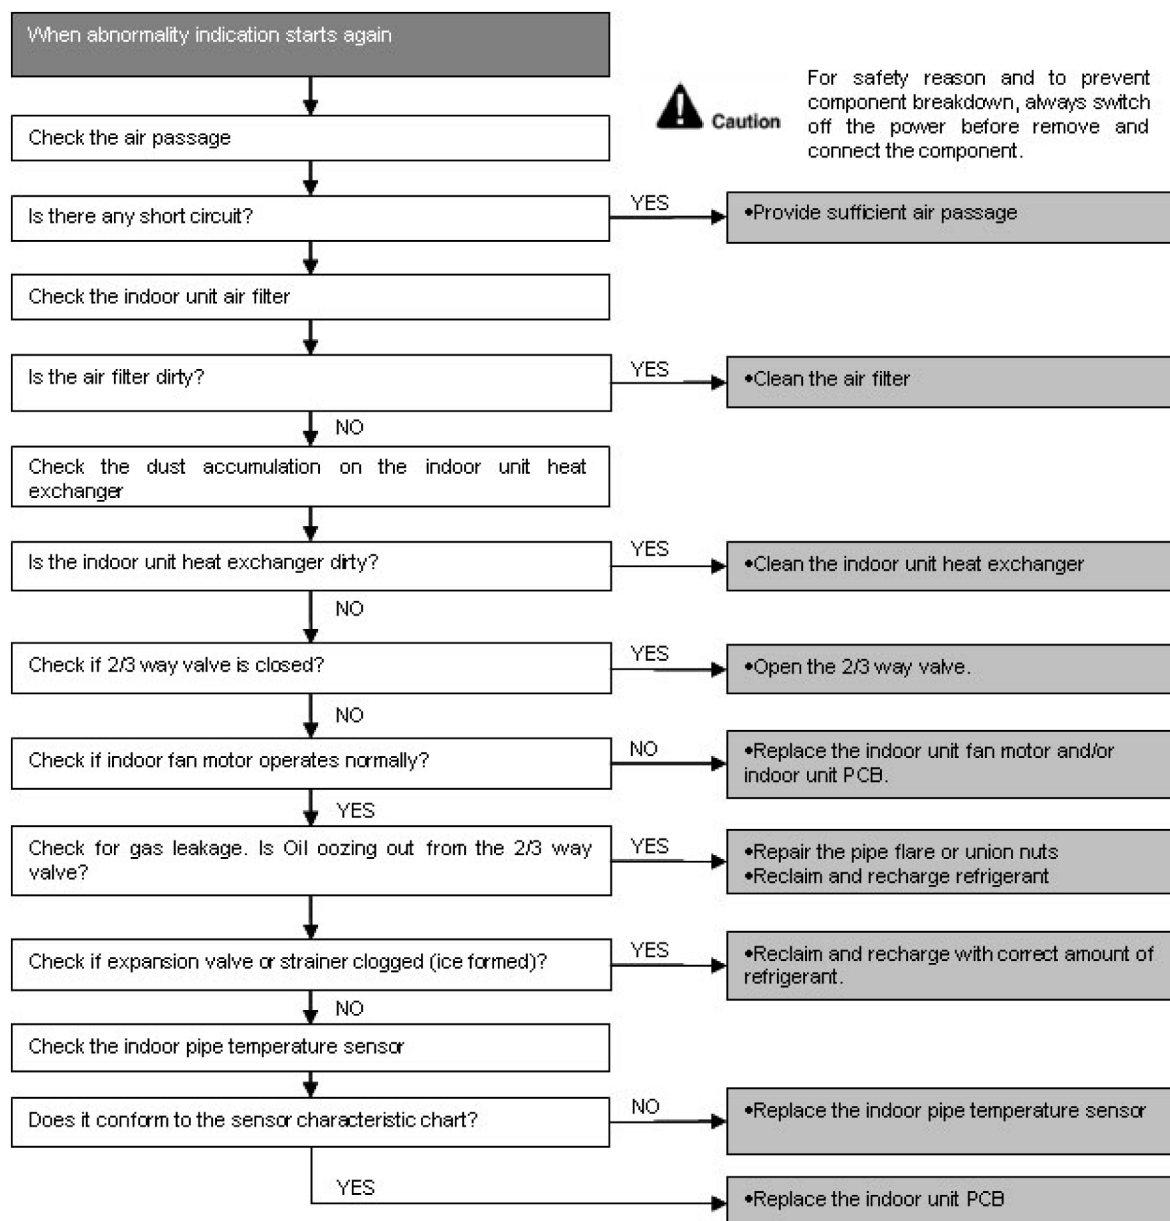 When abnormality indication starts again
For safety reason and to prevent
component breakdown, always switch
off the power before remove and
connect the component.
Caution
Check the air passage
Is there any short circuit?
YES
•Provide sufficient air passage
Check the indoor unit air filter
Is the air filter dirty?
YES
•Clean the air filter
NO
Check the dust accumulation on the indoor unit heat
exchanger
Is the indoor unit heat exchanger dirty?
YES
•Clean the indoor unit heat exchanger
NO
Check if 2/3 way valve is closed?
YES
•Open the 2/3 way valve.
NO
Check if indoor fan motor operates normally?
NO
•Replace the indoor unit fan motor and/or
indoor unit PCB.
YES
Check for gas leakage. Is Oil oozing out from the 2/3 way
valve?
YES
•Repair the pipe flare or union nuts
•Reclaim and recharge refrigerant
Check if expansion valve or strainer clogged (ice formed)?
YES
•Reclaim and recharge with correct amount of
refrigerant.
NO
Check the indoor pipe temperature sensor
Does it conform to the sensor characteristic chart?
NO
•Replace the indoor pipe temperature sensor
YES
•Replace the indoor unit PCB